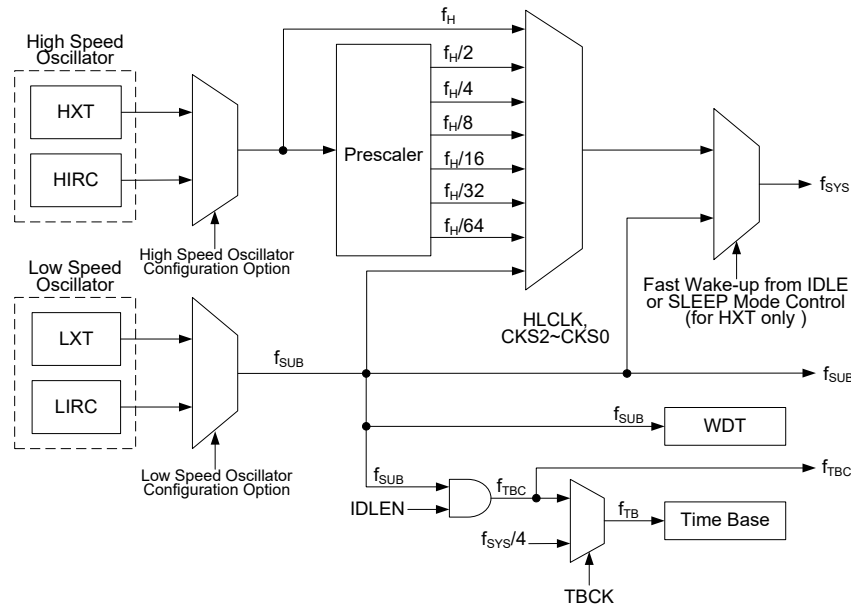 High Speed
Oscillator
HXT
HIRC
High Speed Oscillator
Configuration Option
f_H
Prescaler
f_H/2
f_H/4
f_H/8
f_H/16
f_H/32
f_H/64
HLCLK,
CKS2~CKS0
f_SYS
Fast Wake-up from IDLE
or SLEEP Mode Control
(for HXT only )
Low Speed
Oscillator
LXT
LIRC
Low Speed Oscillator
Configuration Option
f_SUB
f_SUB
f_SUB
WDT
f_SUB
IDLEN
f_TBC
f_TBC
f_SYS/4
f_TB
Time Base
TBCK